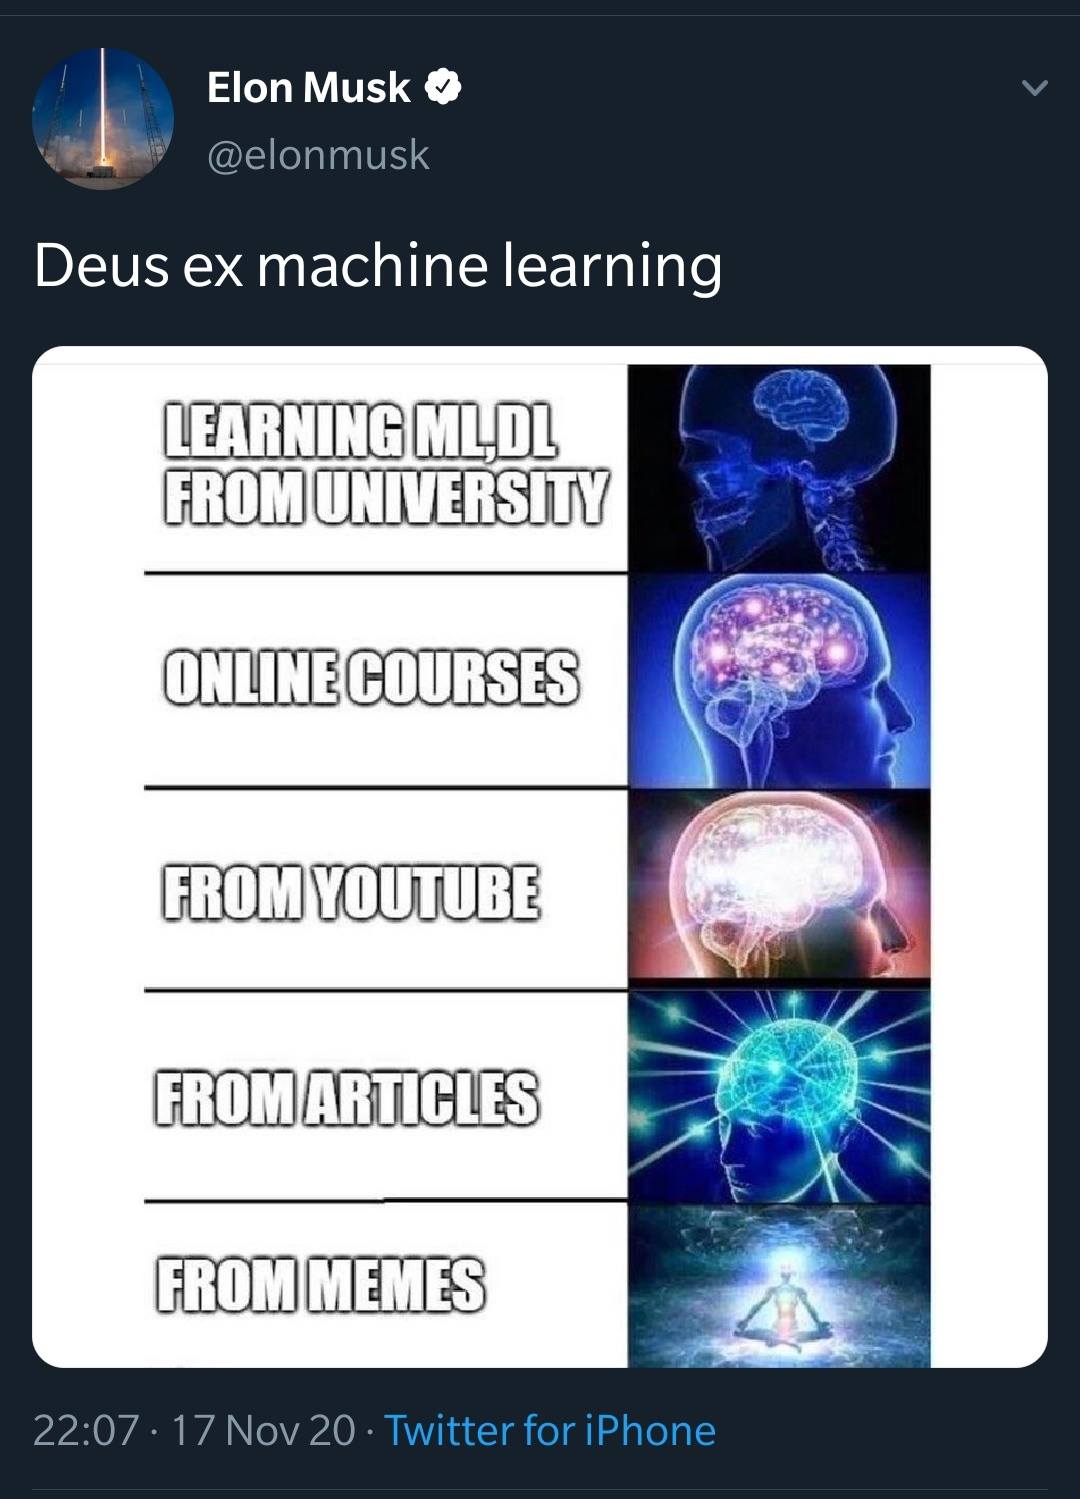 Elon Musk
@elonmusk
Deus ex machine learning
LEARNING ML,DL
FROM UNIVERSITY
ONLINE COURSES
FROM YOUTUBE
FROM ARTICLES
FROM MEMES
22:07 · 17 Nov 20 · Twitter for iPhone